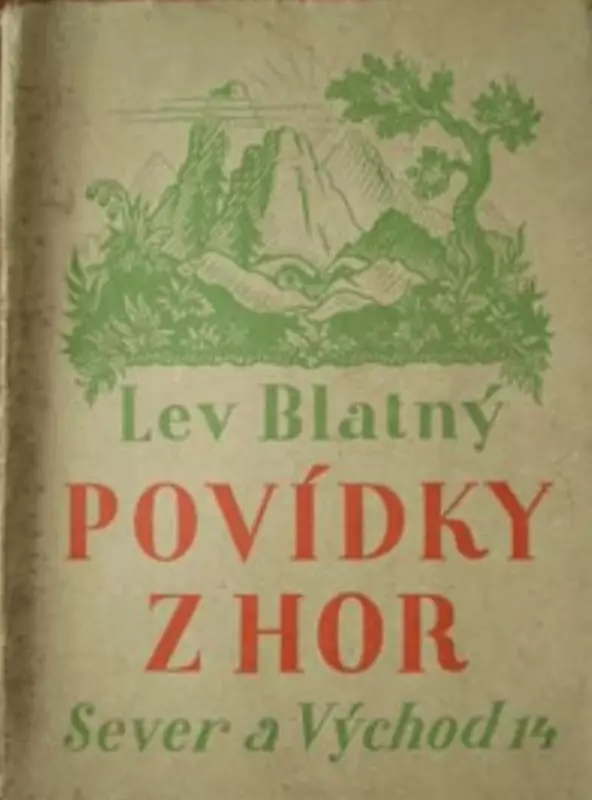 Lev Blatný
POVÍDKY
Z HOR
Sever a Východ 14